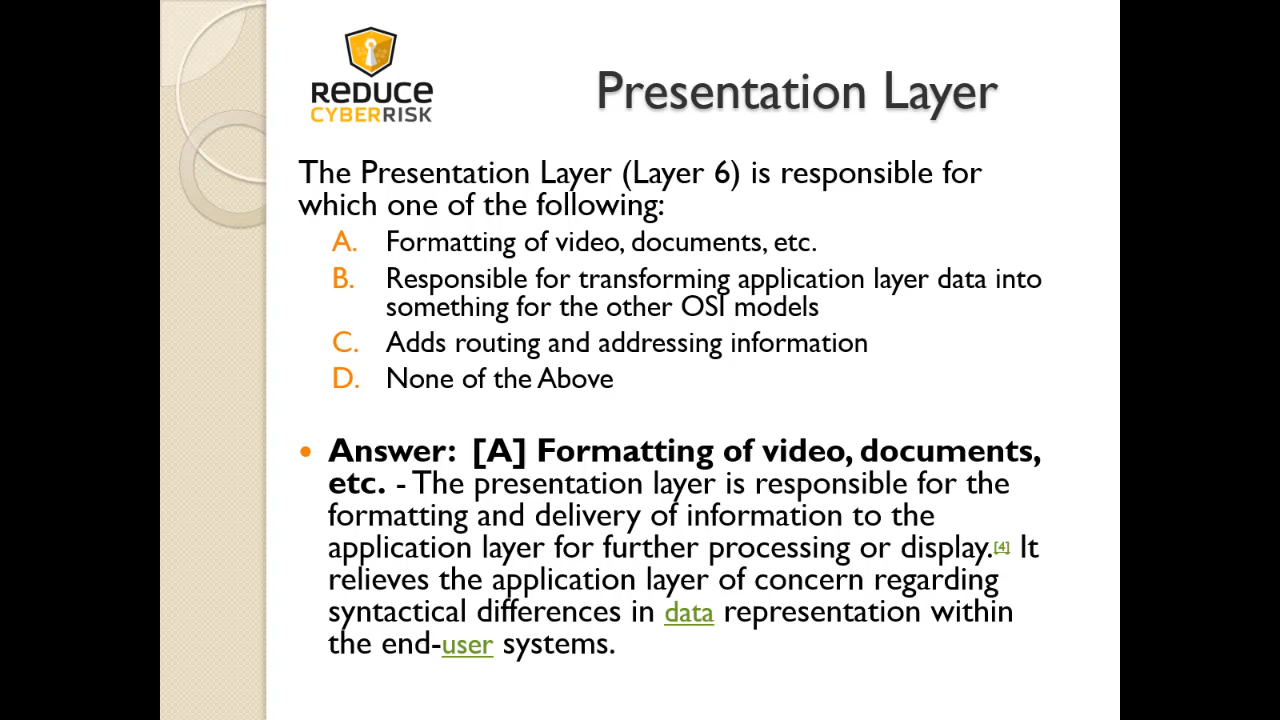 REDUCE
CYBERRISK
Presentation Layer
The Presentation Layer (Layer 6) is responsible for
which one of the following:
A. Formatting of video, documents, etc.
B. Responsible for transforming application layer data into
something for the other OSI models
C. Adds routing and addressing information
D. None of the Above
• Answer: [A] Formatting of video, documents,
etc. - The presentation layer is responsible for the
formatting and delivery of information to the
application layer for further processing or display.[4] It
relieves the application layer of concern regarding
syntactical differences in data representation within
the end-user systems.